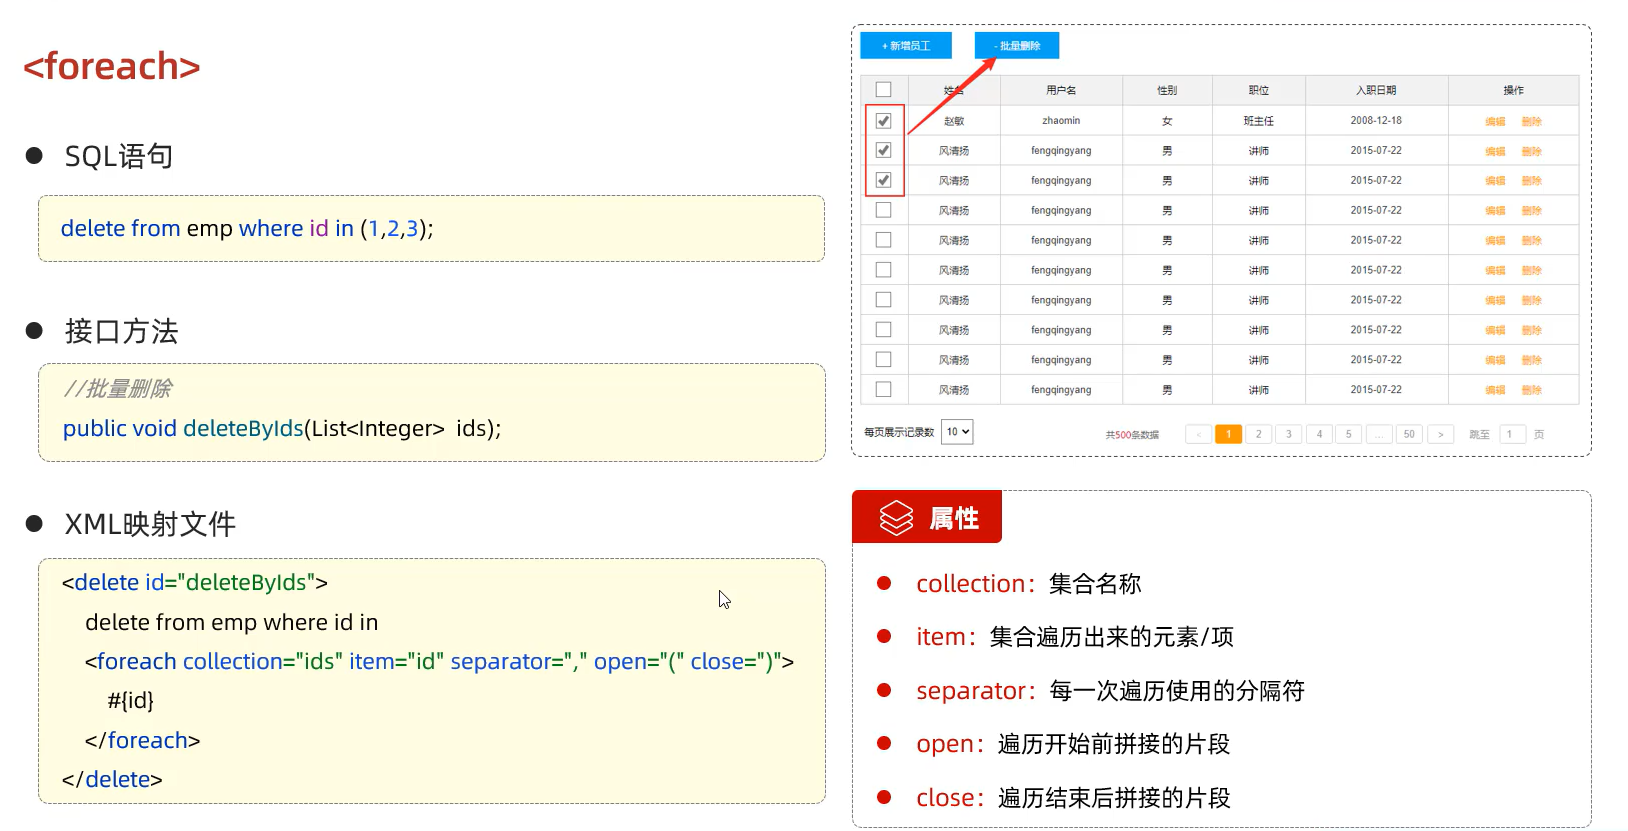 <foreach>
SQL语句
delete from emp where id in (1,2,3);
接口方法
//批量删除
public void deleteByIds(List<Integer> ids);
XML映射文件
<delete id="deleteByIds">
delete from emp where id in
<foreach collection="ids" item="id" separator="," open="(" close=")">
#{id}
</foreach>
</delete>
+ 新增员工 - 批量删除
姓名 用户名 性别 职位 入职日期 操作
赵敏 zhaomin 女 班主任 2008-12-18 编辑 删除
风清扬 fengqingyang 男 讲师 2015-07-22 编辑 删除
风清扬 fengqingyang 男 讲师 2015-07-22 编辑 删除
风清扬 fengqingyang 男 讲师 2015-07-22 编辑 删除
风清扬 fengqingyang 男 讲师 2015-07-22 编辑 删除
风清扬 fengqingyang 男 讲师 2015-07-22 编辑 删除
风清扬 fengqingyang 男 讲师 2015-07-22 编辑 删除
风清扬 fengqingyang 男 讲师 2015-07-22 编辑 删除
风清扬 fengqingyang 男 讲师 2015-07-22 编辑 删除
风清扬 fengqingyang 男 讲师 2015-07-22 编辑 删除
每页展示记录数 10 共500条数据 < 1 2 3 4 5 ... 50 > 跳至 1 页
属性
collection：集合名称
item：集合遍历出来的元素/项
separator：每一次遍历使用的分隔符
open：遍历开始前拼接的片段
close：遍历结束后拼接的片段